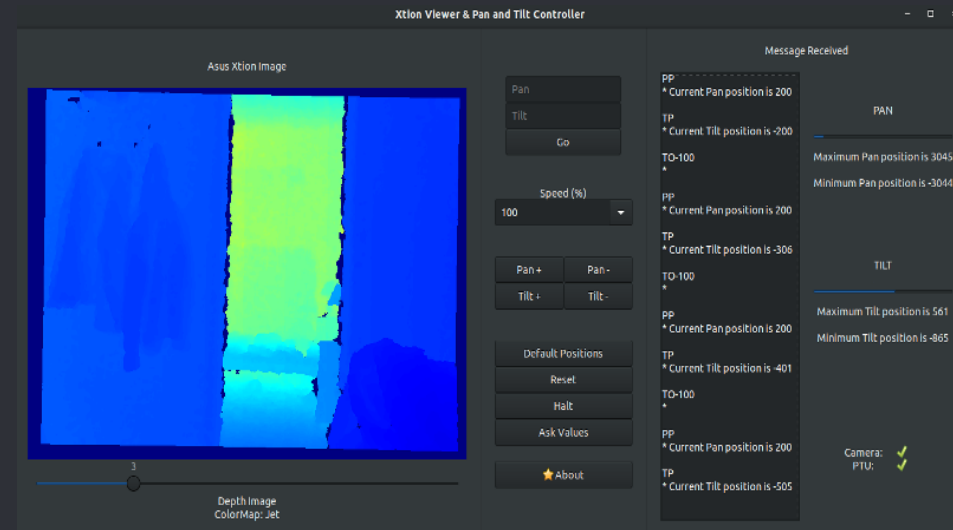 Xtion Viewer & Pan and Tilt Controller
Asus Xtion Image
3
Depth Image
ColorMap: Jet
Pan
Tilt
Go
Speed (%)
100
Pan +
Pan -
Tilt +
Tilt -
Default Positions
Reset
Halt
Ask Values
About
Message Received
PP
* Current Pan position is 200
TP
* Current Tilt position is -200
TO-100
*
PP
* Current Pan position is 200
TP
* Current Tilt position is -306
TO-100
*
PP
* Current Pan position is 200
TP
* Current Tilt position is -401
TO-100
*
PP
* Current Pan position is 200
TP
* Current Tilt position is -505
PAN
Maximum Pan position is 3045
Minimum Pan position is -3044
TILT
Maximum Tilt position is 561
Minimum Tilt position is -865
Camera:
PTU: